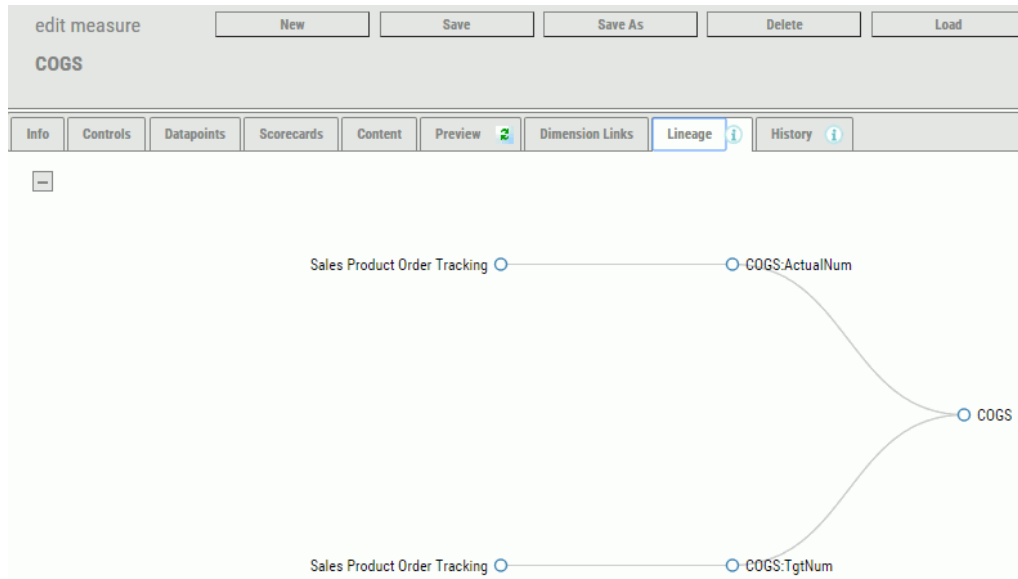 edit measure New Save Save As Delete Load
COGS
Info Controls Datapoints Scorecards Content Preview Dimension Links Lineage i History i
Sales Product Order Tracking COGS:ActualNum
COGS
Sales Product Order Tracking COGS:TgtNum